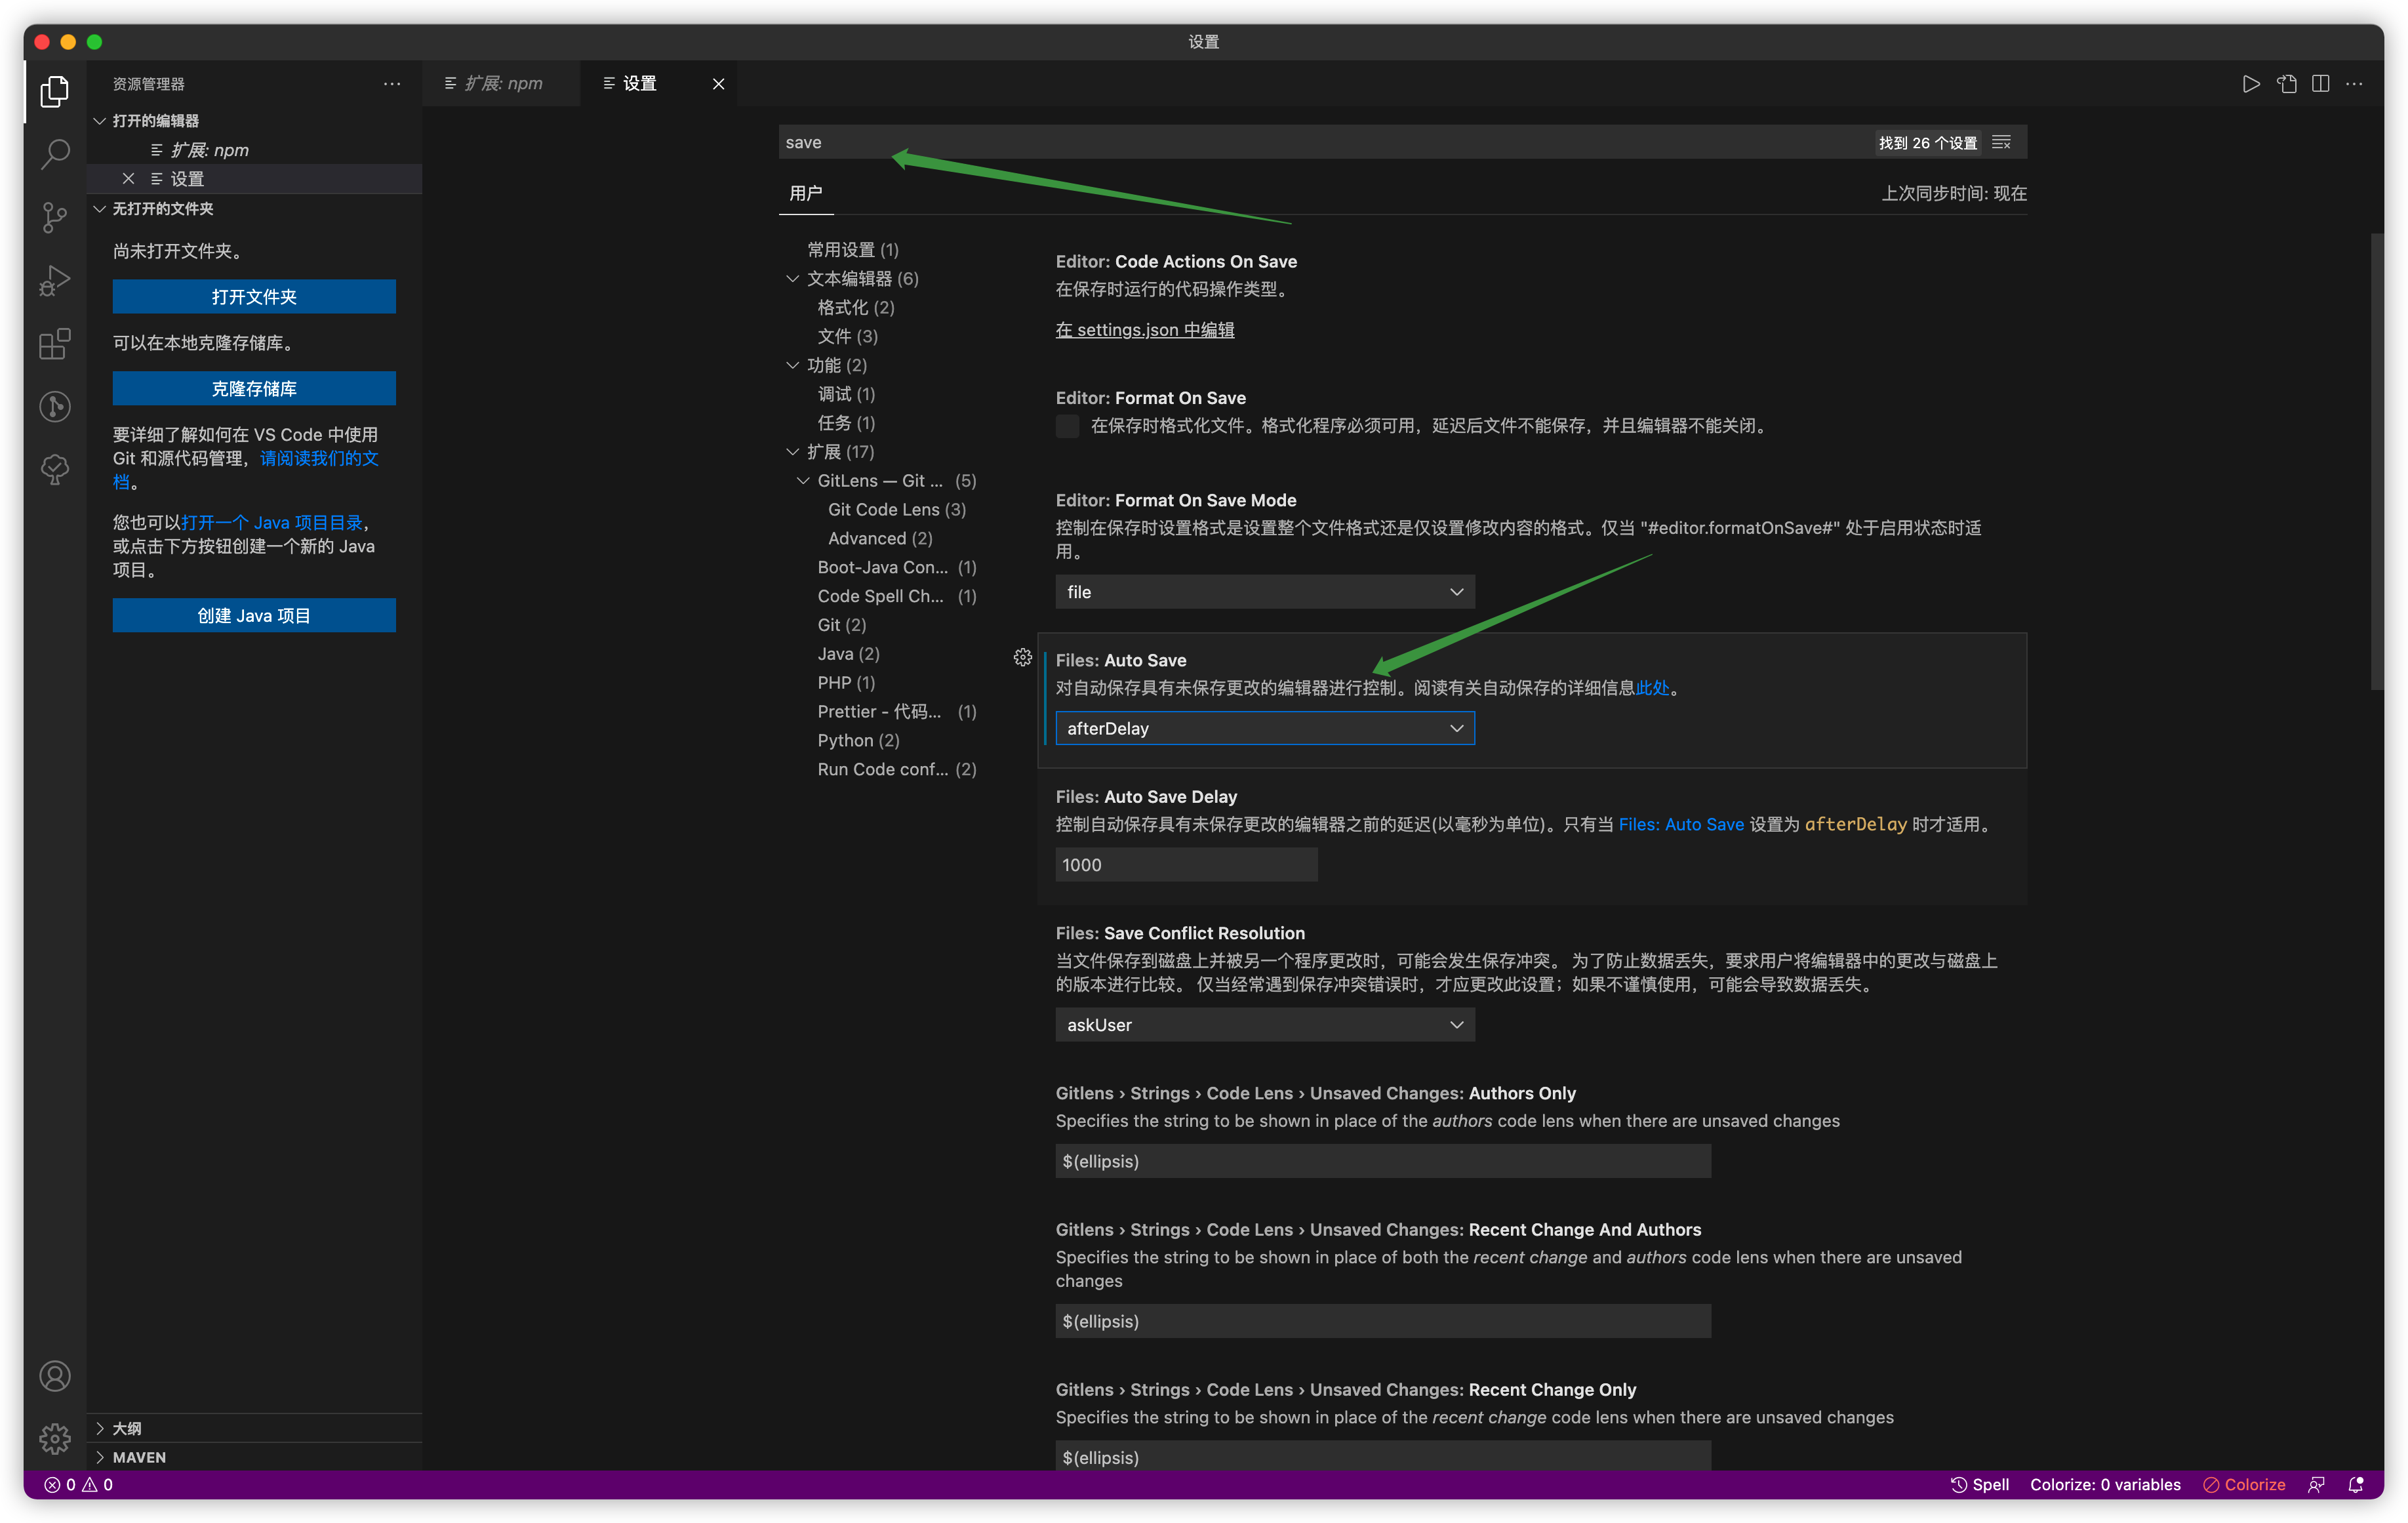 设置
资源管理器
打开的编辑器
扩展: npm
设置
无打开的文件夹
尚未打开文件夹。
打开文件夹
可以在本地克隆存储库。
克隆存储库
要详细了解如何在 VS Code 中使用
Git 和源代码管理，请阅读我们的文
档。
您也可以打开一个 Java 项目目录，
或点击下方按钮创建一个新的 Java
项目。
创建 Java 项目
大纲
MAVEN
扩展: npm
设置
save
找到 26 个设置
用户
上次同步时间: 现在
常用设置 (1)
文本编辑器 (6)
格式化 (2)
文件 (3)
功能 (2)
调试 (1)
任务 (1)
扩展 (17)
GitLens — Git ... (5)
Git Code Lens (3)
Advanced (2)
Boot-Java Con... (1)
Code Spell Ch... (1)
Git (2)
Java (2)
PHP (1)
Prettier - 代码... (1)
Python (2)
Run Code conf... (2)
Editor: Code Actions On Save
在保存时运行的代码操作类型。
在 settings.json 中编辑
Editor: Format On Save
在保存时格式化文件。格式化程序必须可用，延迟后文件不能保存，并且编辑器不能关闭。
Editor: Format On Save Mode
控制在保存时设置格式是设置整个文件格式还是仅设置修改内容的格式。仅当 "#editor.formatOnSave#" 处于启用状态时适
用。
file
Files: Auto Save
对自动保存具有未保存更改的编辑器进行控制。阅读有关自动保存的详细信息此处。
afterDelay
Files: Auto Save Delay
控制自动保存具有未保存更改的编辑器之前的延迟(以毫秒为单位)。只有当 Files: Auto Save 设置为 afterDelay 时才适用。
1000
Files: Save Conflict Resolution
当文件保存到磁盘上并被另一个程序更改时，可能会发生保存冲突。 为了防止数据丢失，要求用户将编辑器中的更改与磁盘上
的版本进行比较。 仅当经常遇到保存冲突错误时，才应更改此设置；如果不谨慎使用，可能会导致数据丢失。
askUser
Gitlens › Strings › Code Lens › Unsaved Changes: Authors Only
Specifies the string to be shown in place of the authors code lens when there are unsaved changes
$(ellipsis)
Gitlens › Strings › Code Lens › Unsaved Changes: Recent Change And Authors
Specifies the string to be shown in place of both the recent change and authors code lens when there are unsaved
changes
$(ellipsis)
Gitlens › Strings › Code Lens › Unsaved Changes: Recent Change Only
Specifies the string to be shown in place of the recent change code lens when there are unsaved changes
$(ellipsis)
0 0
Spell
Colorize: 0 variables
Colorize